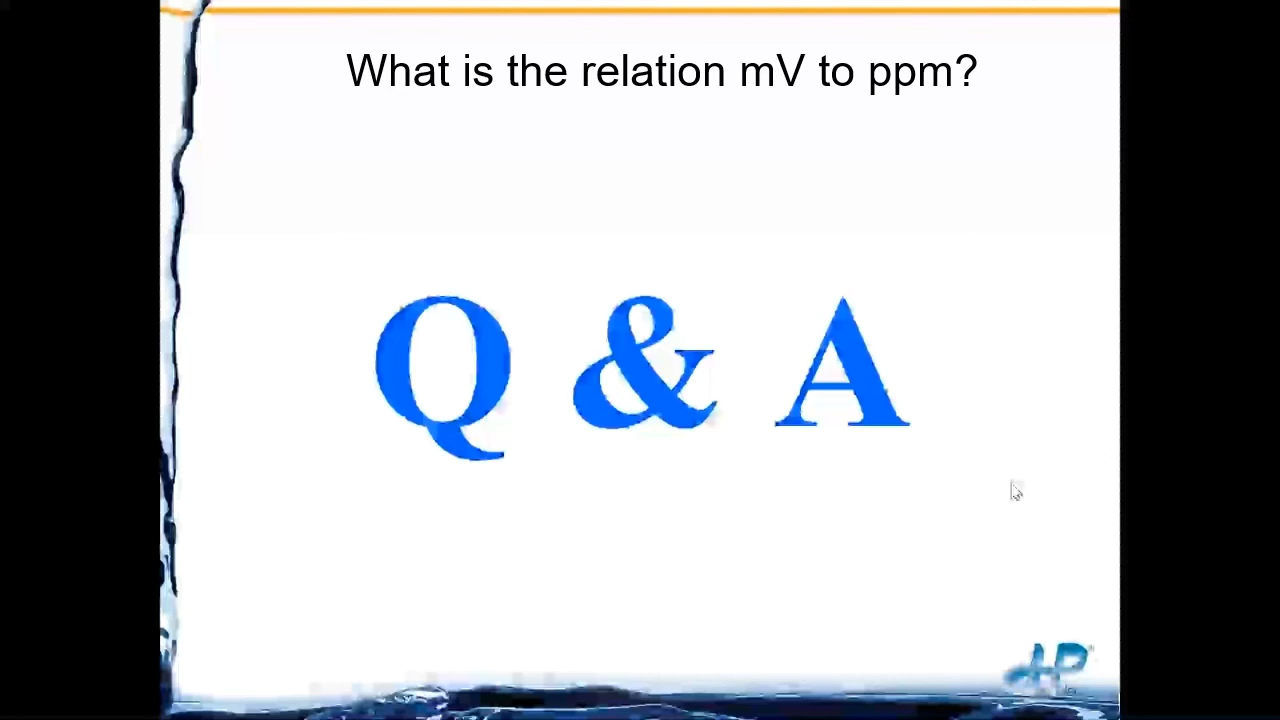 What is the relation mV to ppm?
Q & A